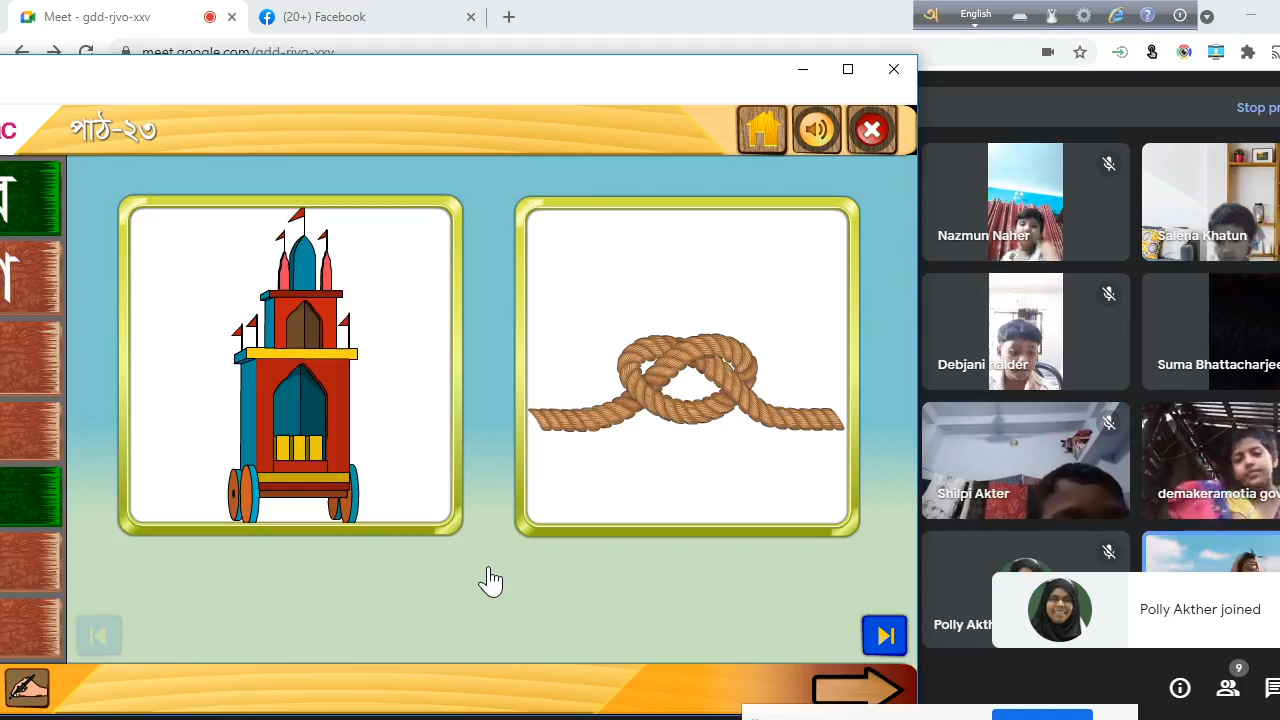 Meet - gdd-rjvo-xxv
(20+) Facebook
English
meet.google.com/gdd-rjvo-xxv
Stop pr
পাঠ-২৩
Nazmun Naher
Salena Khatun
Debjani halder
Suma Bhattacharjee
Shilpi Akter
demakeramotia gov
Polly Akth
Polly Akther joined
9